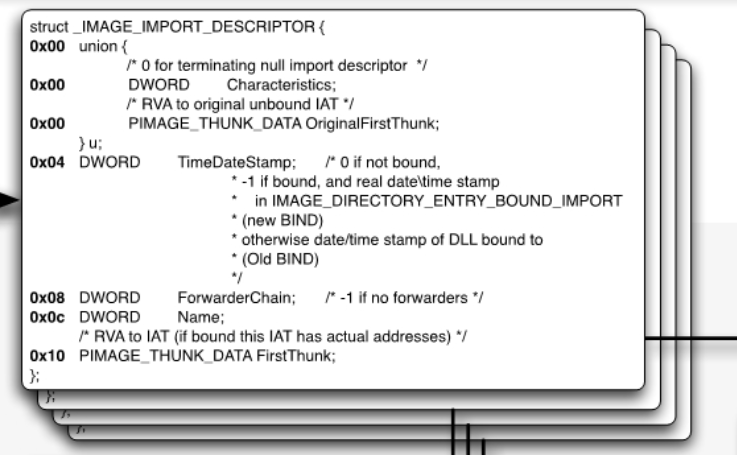 struct _IMAGE_IMPORT_DESCRIPTOR {
0x00 union {
/* 0 for terminating null import descriptor */
0x00 DWORD Characteristics;
/* RVA to original unbound IAT */
0x00 PIMAGE_THUNK_DATA OriginalFirstThunk;
} u;
0x04 DWORD TimeDateStamp; /* 0 if not bound,
* -1 if bound, and real date\time stamp
* in IMAGE_DIRECTORY_ENTRY_BOUND_IMPORT
* (new BIND)
* otherwise date/time stamp of DLL bound to
* (Old BIND)
*/
0x08 DWORD ForwarderChain; /* -1 if no forwarders */
0x0c DWORD Name;
/* RVA to IAT (if bound this IAT has actual addresses) */
0x10 PIMAGE_THUNK_DATA FirstThunk;
};
};
};
};